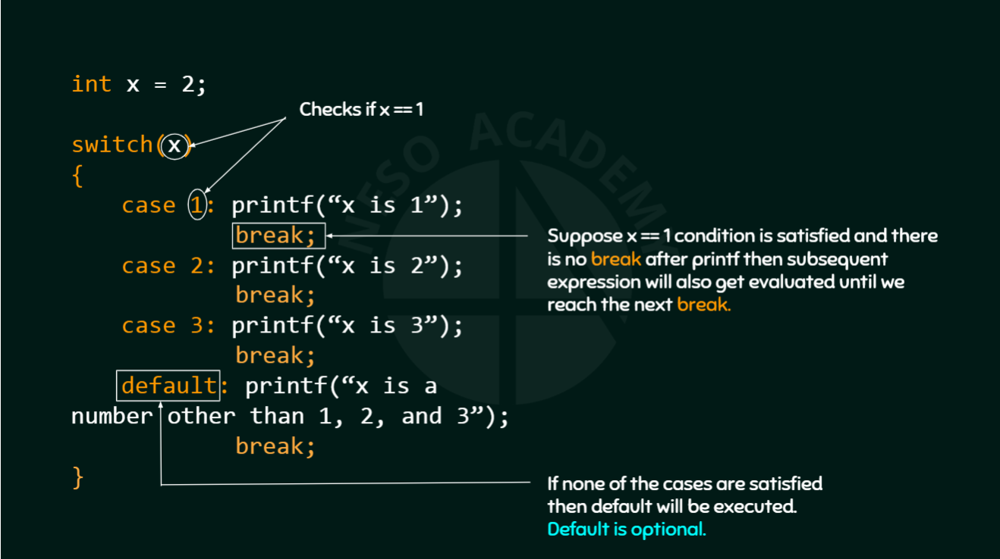 int x = 2;
Checks if x == 1
switch(x)
{
case 1: printf(“x is 1”);
break;
case 2: printf(“x is 2”);
break;
case 3: printf(“x is 3”);
break;
default: printf(“x is a
number other than 1, 2, and 3”);
break;
}
Suppose x == 1 condition is satisfied and there
is no break after printf then subsequent
expression will also get evaluated until we
reach the next break.
If none of the cases are satisfied
then default will be executed.
Default is optional.
NESO ACADEMY